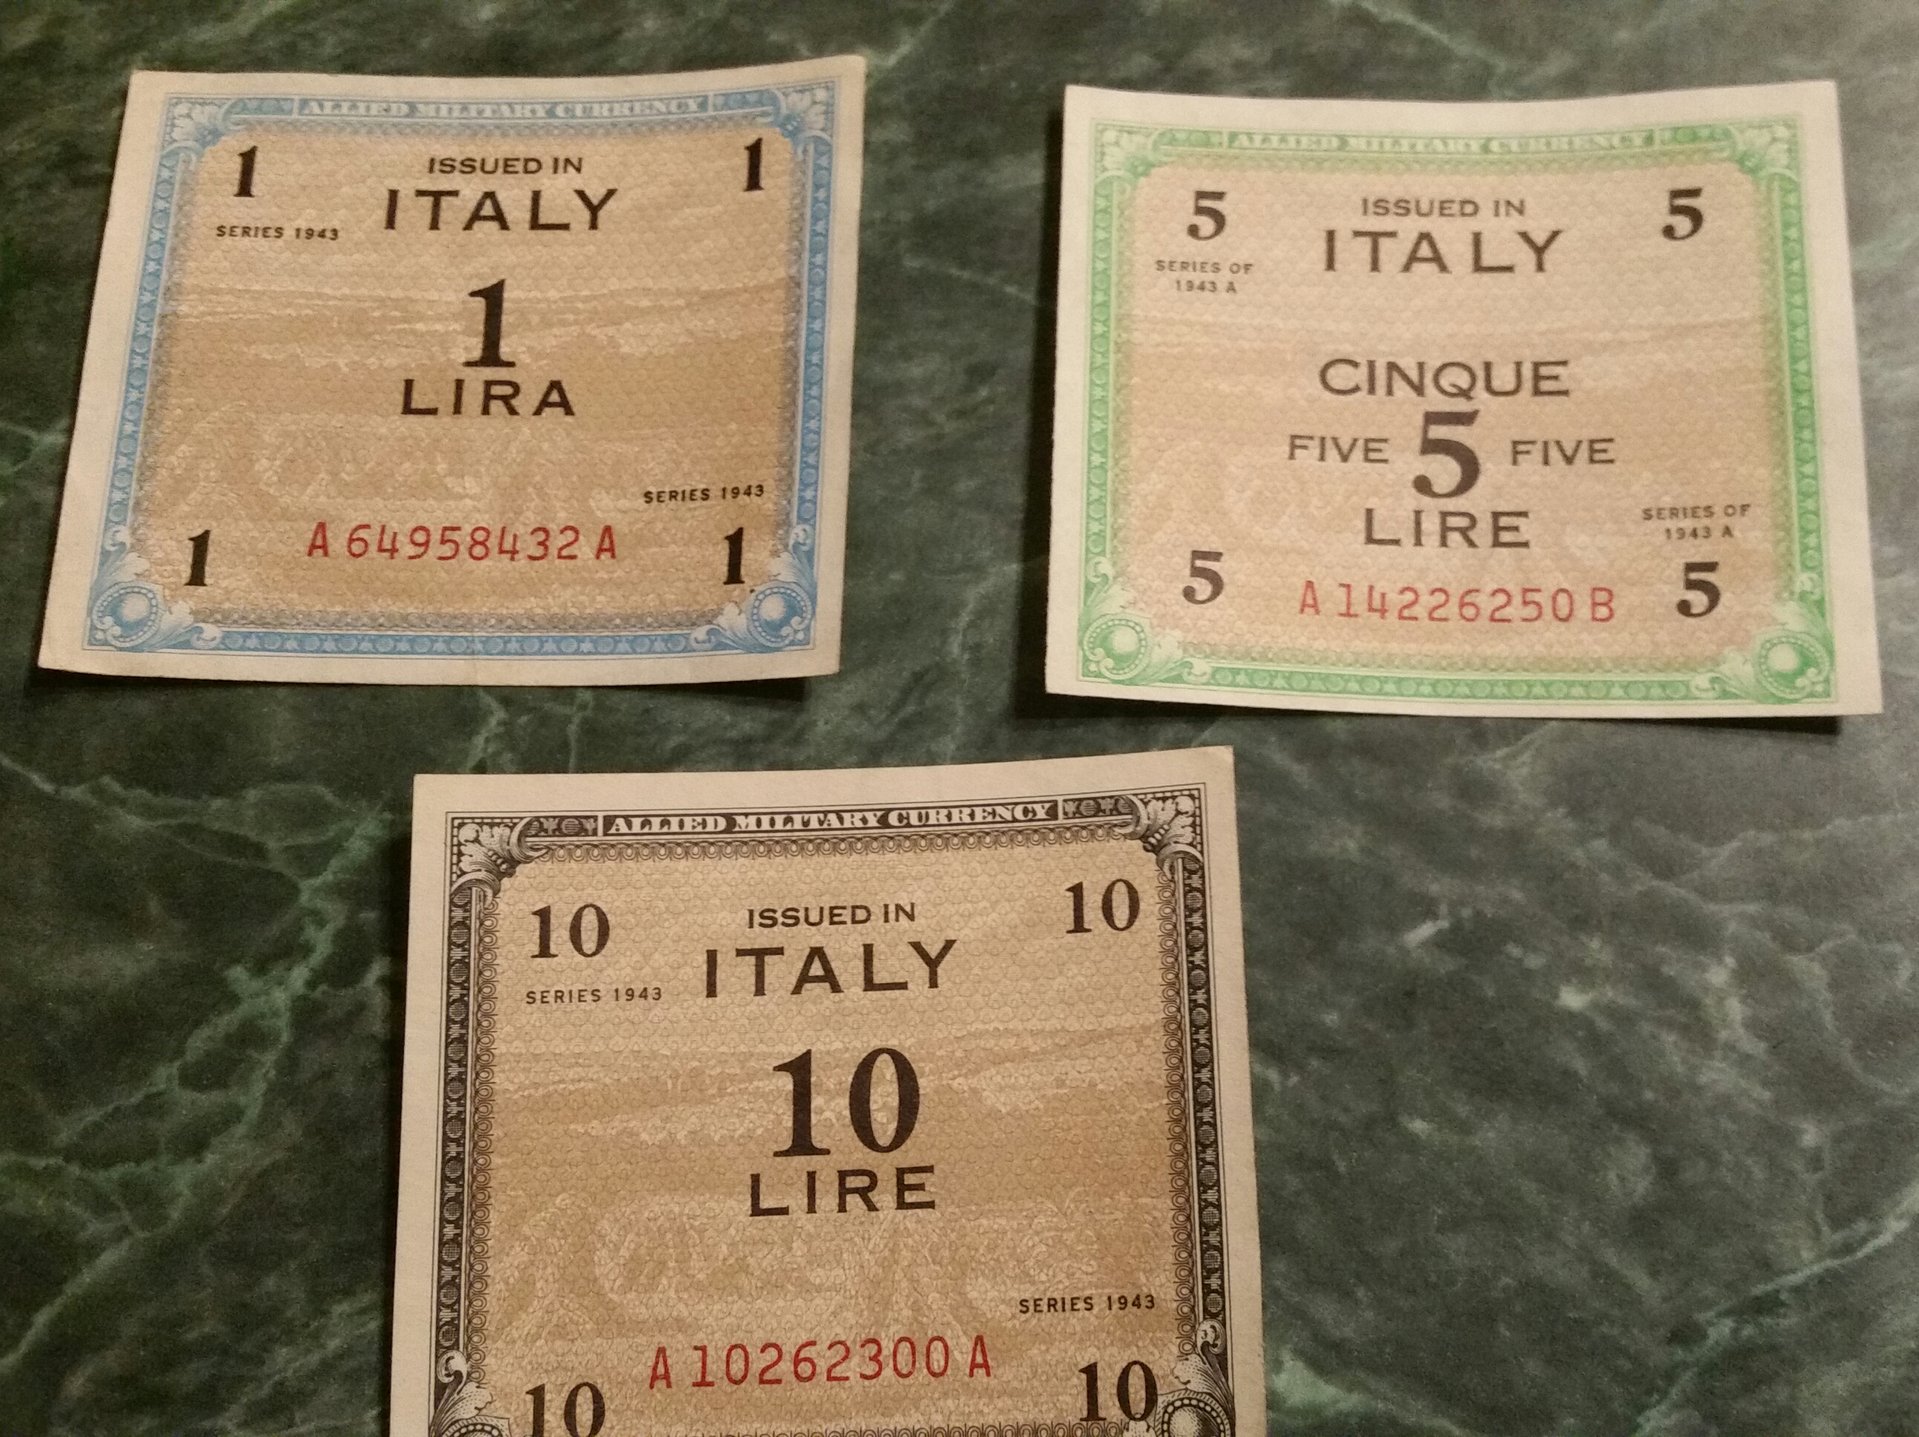 ALLIED MILITARY CURRENCY
1 ISSUED IN 1
ITALY
SERIES 1943
1
LIRA
SERIES 1943
1 A 64958432 A 1
ALLIED MILITARY CURRENCY
5 ISSUED IN 5
ITALY
SERIES OF
1943 A
CINQUE
FIVE 5 FIVE
LIRE
SERIES OF
1943 A
5 A 14226250 B 5
ALLIED MILITARY CURRENCY
10 ISSUED IN 10
ITALY
SERIES 1943
10
LIRE
SERIES 1943
A 10262300 A
10 10